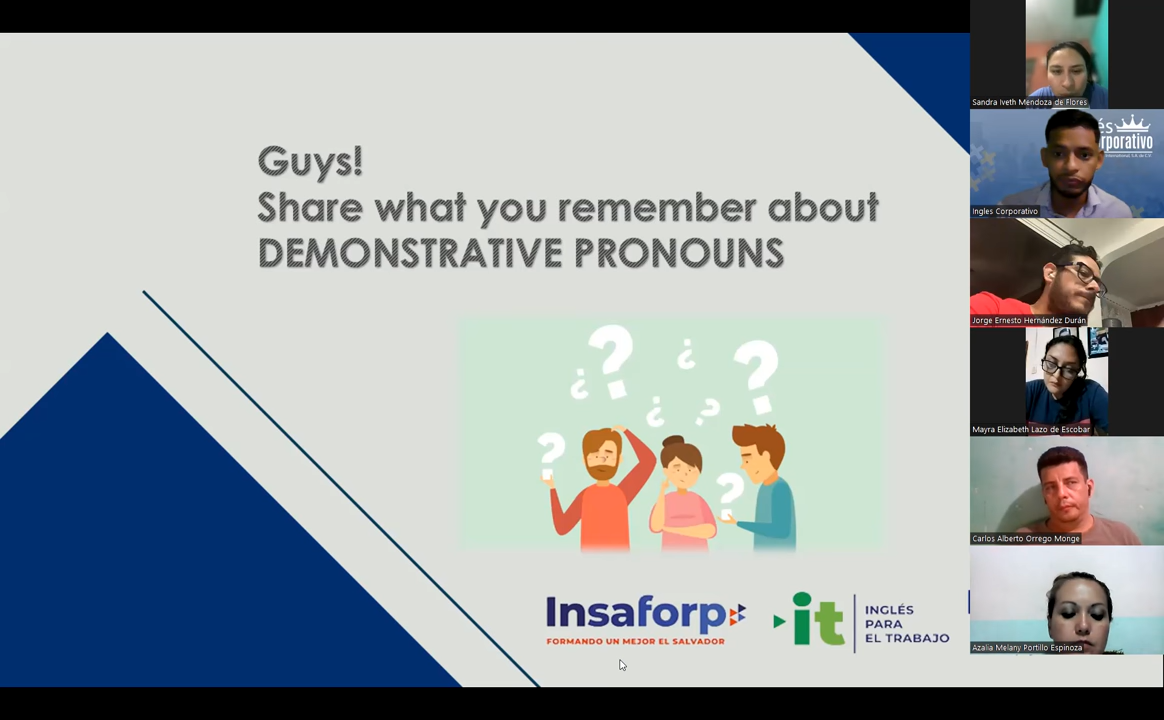 Guys!
Share what you remember about
DEMONSTRATIVE PRONOUNS
Insaforp
FORMANDO UN MEJOR EL SALVADOR
it
INGLÉS
PARA
EL TRABAJO
Sandra Iveth Mendoza de Flores
Ingles Corporativo
Jorge Ernesto Hernández Durán
Mayra Elizabeth Lazo de Escobar
Carlos Alberto Orrego Monge
Azalia Melany Portillo Espinoza